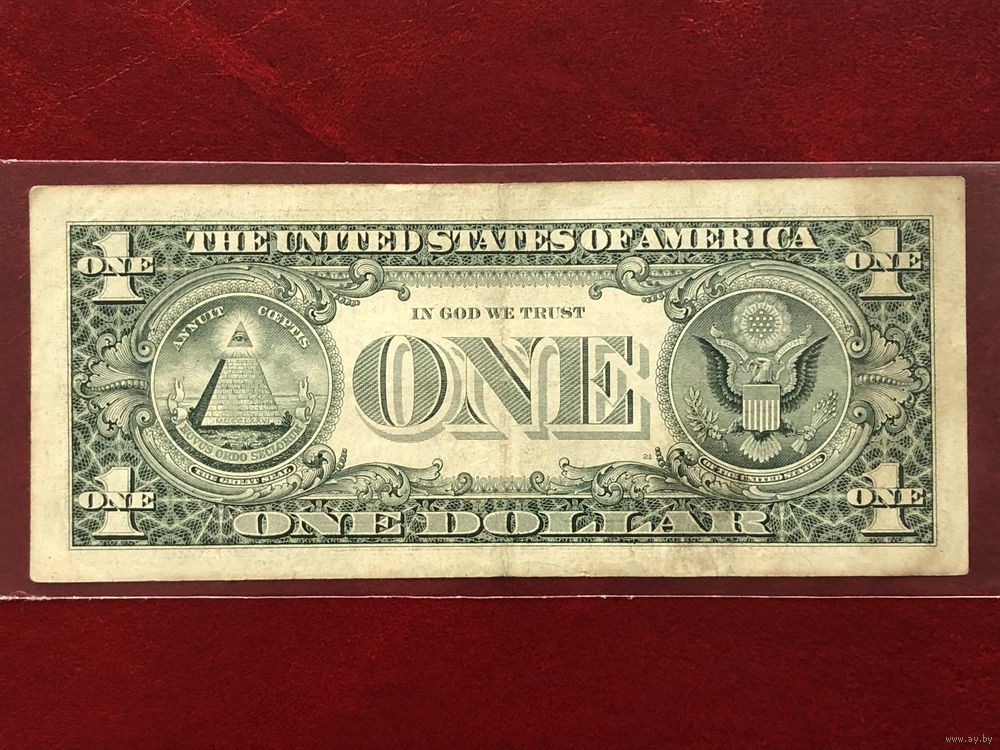 THE UNITED STATES OF AMERICA
1
ONE
1
ONE
ANNUIT CŒPTIS
MDCCLXXVI
NOVUS ORDO SECLORUM
THE GREAT SEAL
IN GOD WE TRUST
ONE
21
OF THE UNITED STATES
1
ONE
1
ONE
ONE DOLLAR
www.ay.by